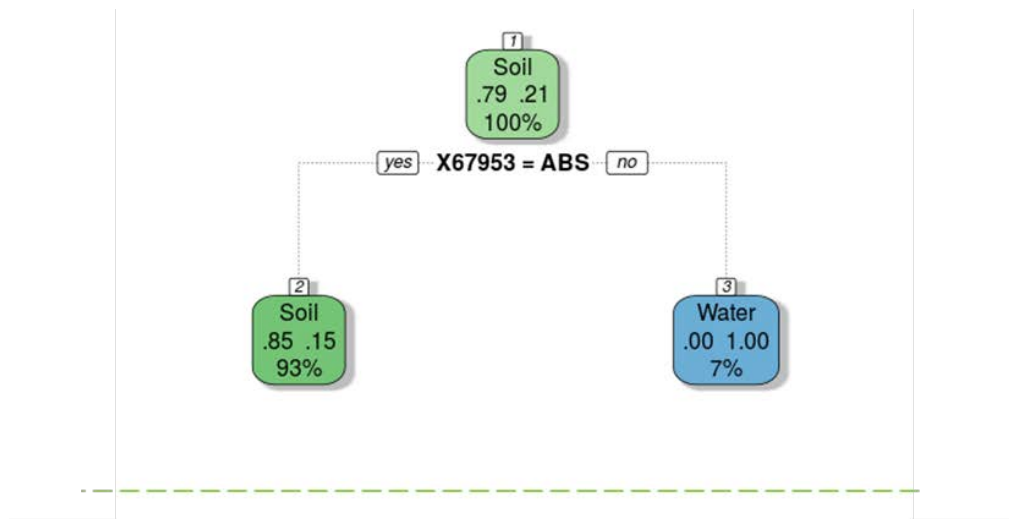 1
Soil
.79 .21
100%
yes X67953 = ABS no
2
Soil
.85 .15
93%
3
Water
.00 1.00
7%